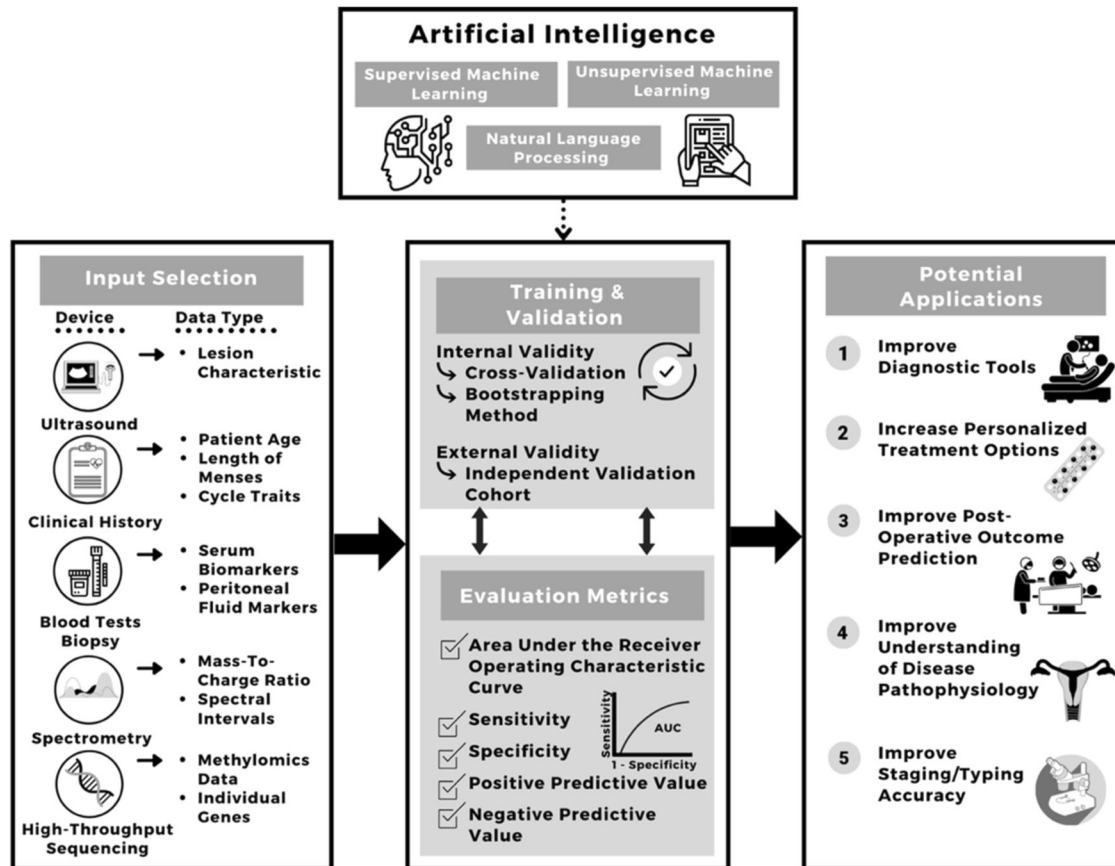 Artificial Intelligence
Supervised Machine
Learning
Unsupervised Machine
Learning
Natural Language
Processing
Input Selection
Device
Data Type
• Lesion
Characteristic
Ultrasound
• Patient Age
• Length of
Menses
• Cycle Traits
Clinical History
• Serum
Biomarkers
• Peritoneal
Fluid Markers
Blood Tests
Biopsy
• Mass-To-
Charge Ratio
• Spectral
Intervals
Spectrometry
• Methylomics
Data
• Individual
Genes
High-Throughput
Sequencing
Training &
Validation
Internal Validity
Cross-Validation
Bootstrapping
Method
External Validity
Independent Validation
Cohort
Evaluation Metrics
Area Under the Receiver
Operating Characteristic
Curve
Sensitivity
Specificity
Positive Predictive Value
Negative Predictive
Value
Sensitivity
AUC
1 - Specificity
Potential
Applications
1 Improve
Diagnostic Tools
2 Increase Personalized
Treatment Options
3 Improve Post-
Operative Outcome
Prediction
4 Improve
Understanding
of Disease
Pathophysiology
5 Improve
Staging/Typing
Accuracy